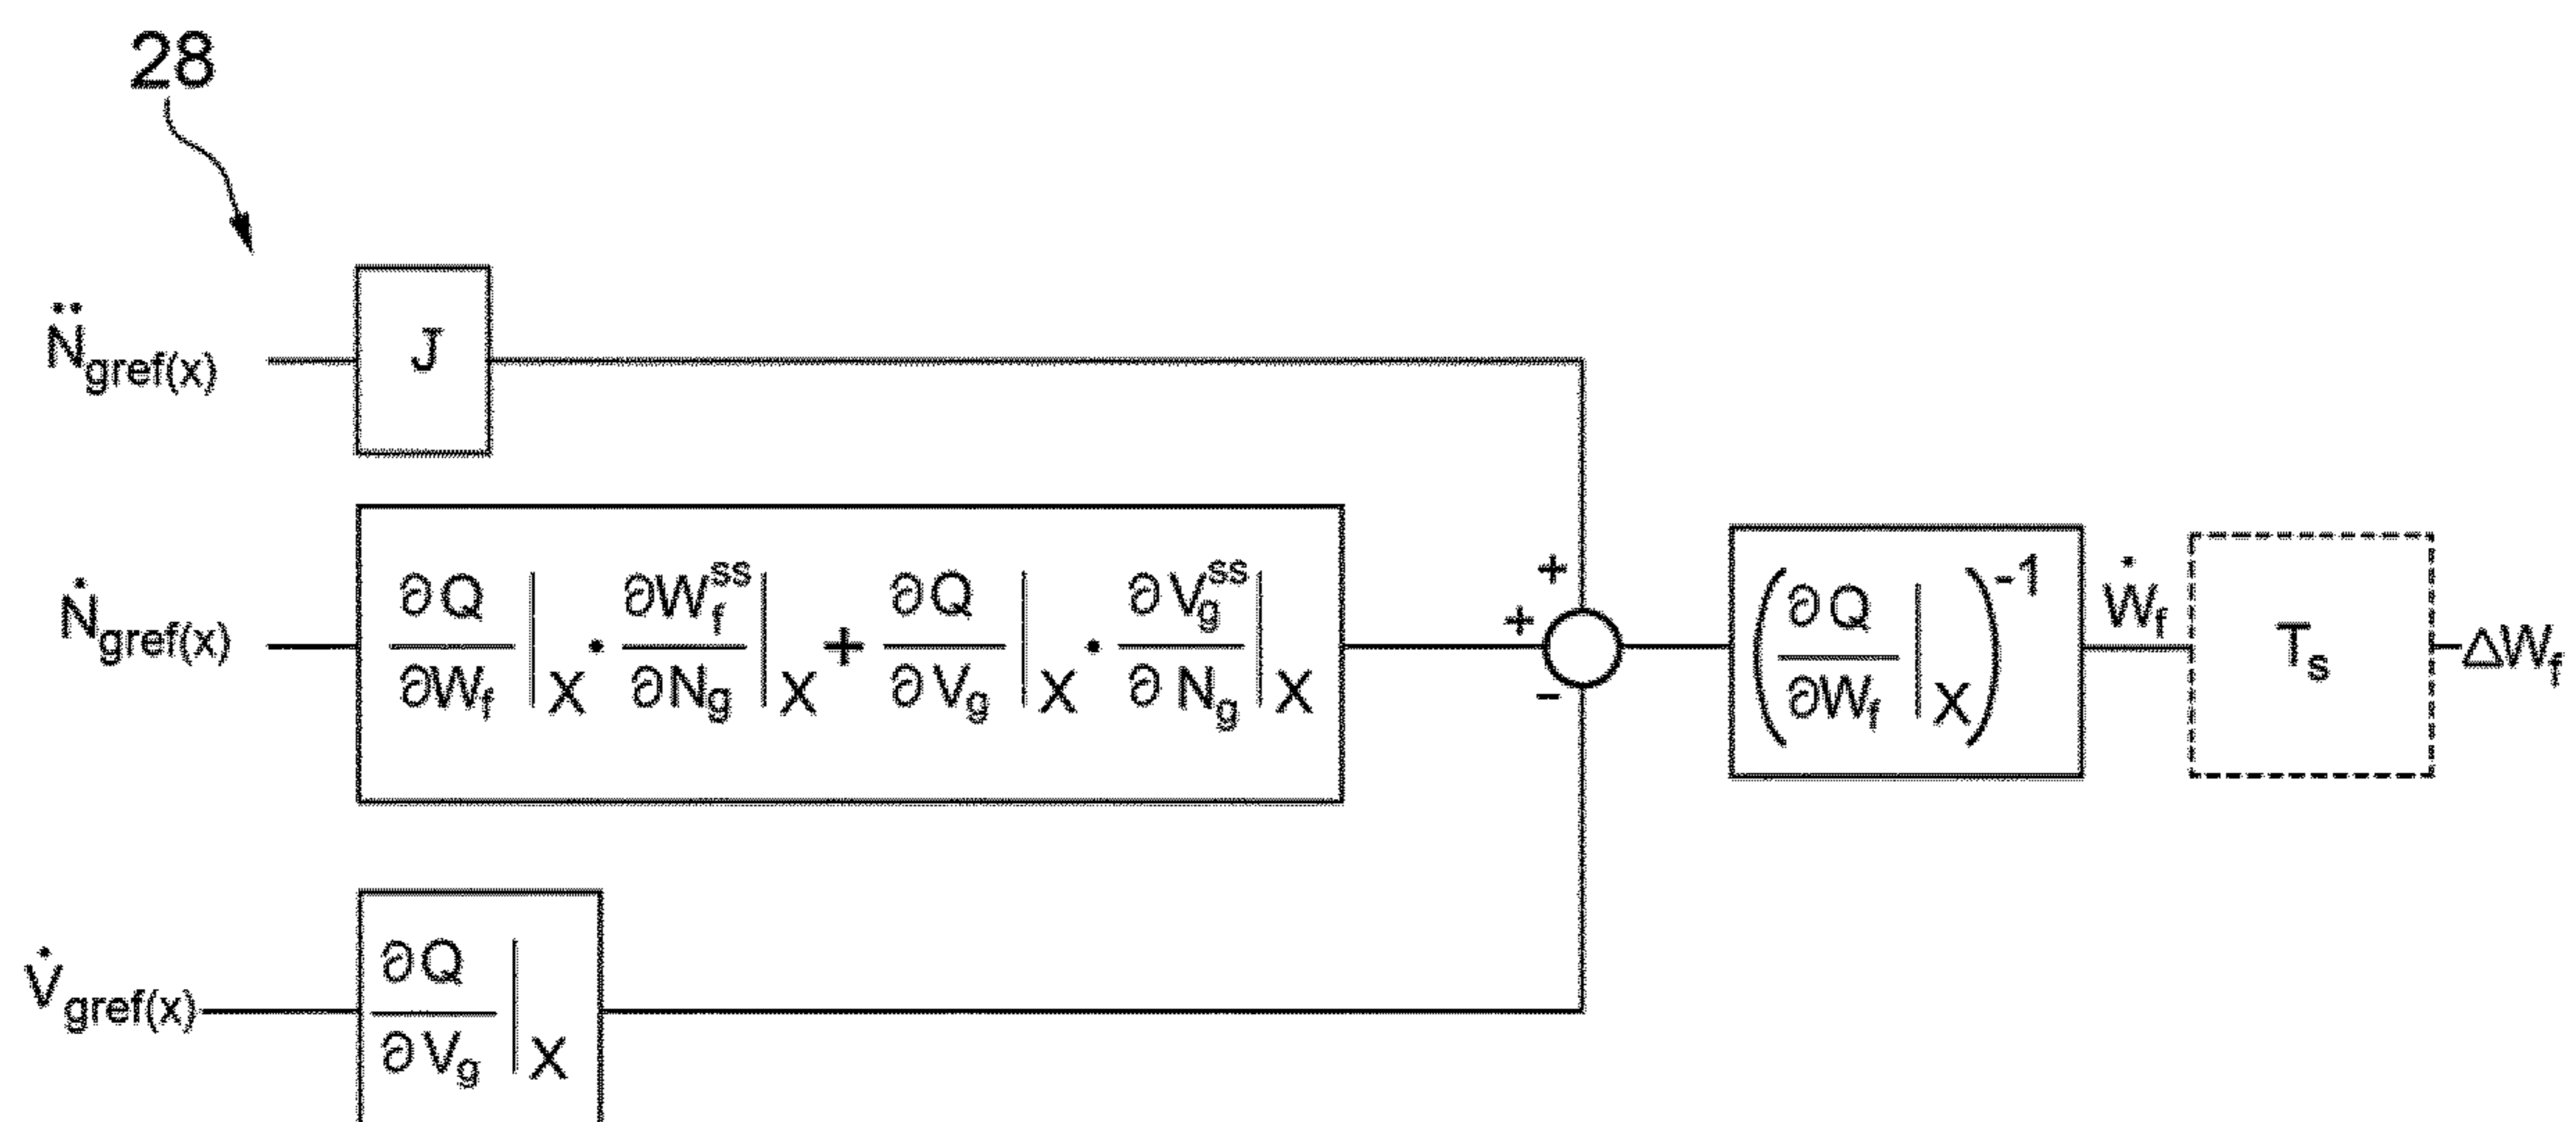 28
N̈gref(x)
J
Ṅgref(x)
∂Q/∂Wf |X · ∂Wf^ss/∂Ng |X + ∂Q/∂Vg |X · ∂Vg^ss/∂Ng |X
+
+
-
(∂Q/∂Wf |X)^-1
Ẇf
Ts
ΔWf
V̇gref(x)
∂Q/∂Vg |X